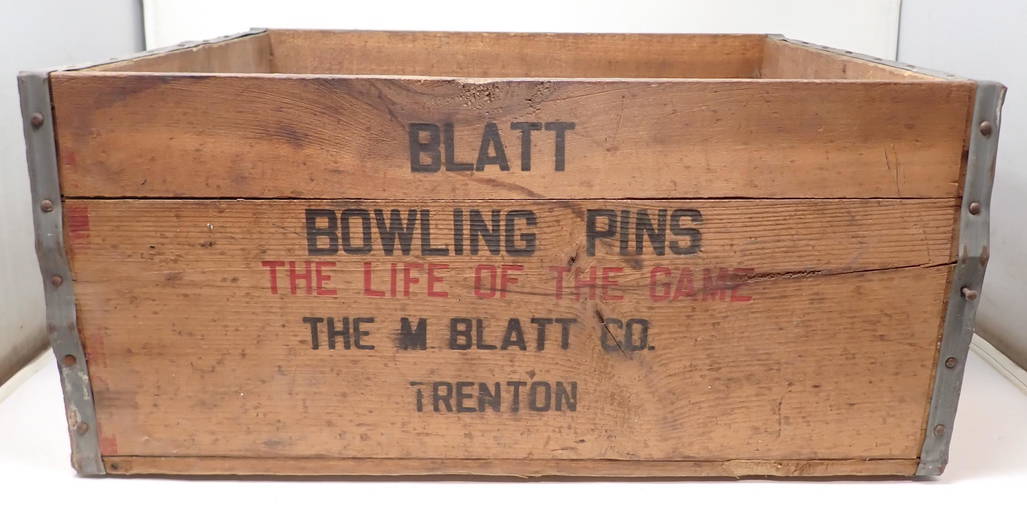 BLATT
BOWLING PINS
THE LIFE OF THE GAME
THE M BLATT CO.
TRENTON